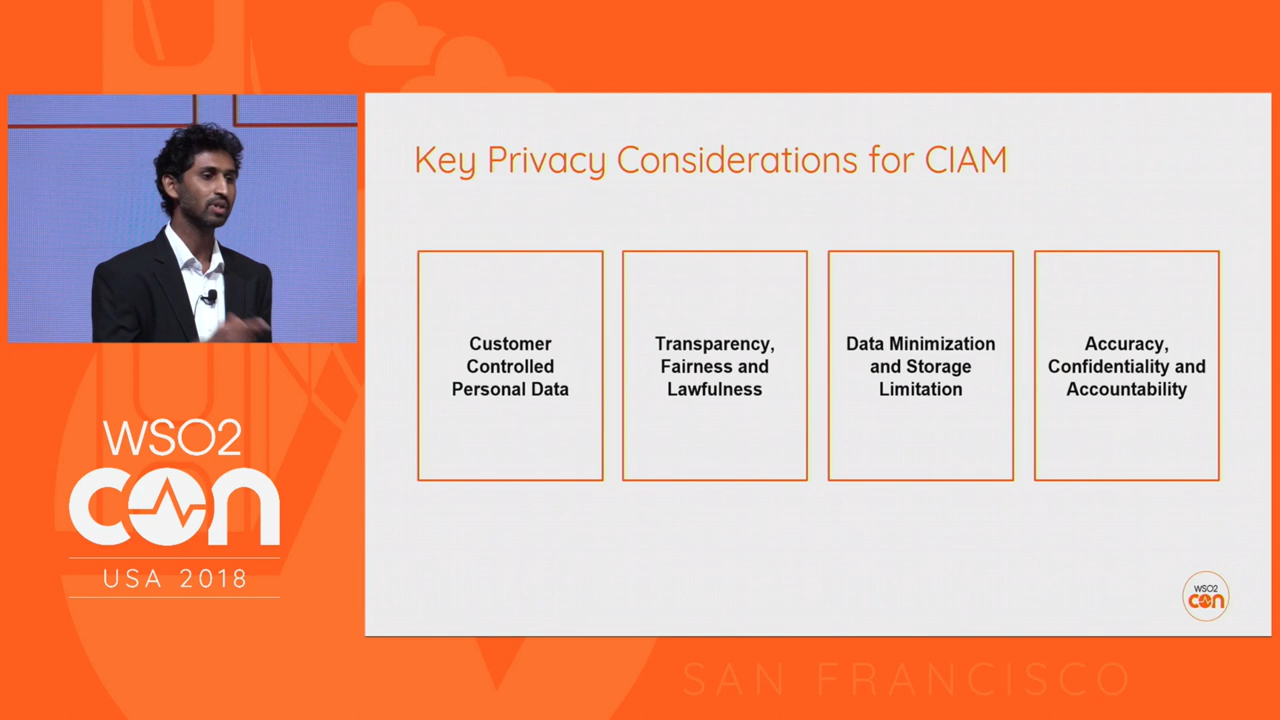 Key Privacy Considerations for CIAM
Customer
Controlled
Personal Data
Transparency,
Fairness and
Lawfulness
Data Minimization
and Storage
Limitation
Accuracy,
Confidentiality and
Accountability
WSO2
con
USA 2018
WSO2
con
SAN FRANCISCO